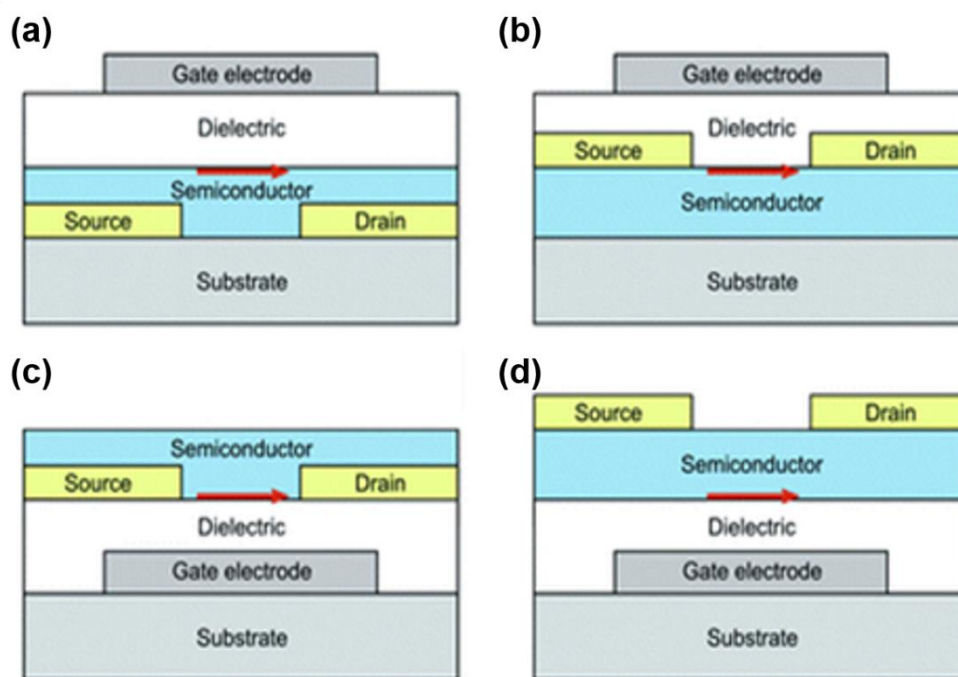 (a)
Gate electrode
Dielectric
Semiconductor
Source Drain
Substrate
(b)
Gate electrode
Dielectric
Source Drain
Semiconductor
Substrate
(c)
Semiconductor
Source Drain
Dielectric
Gate electrode
Substrate
(d)
Source Drain
Semiconductor
Dielectric
Gate electrode
Substrate